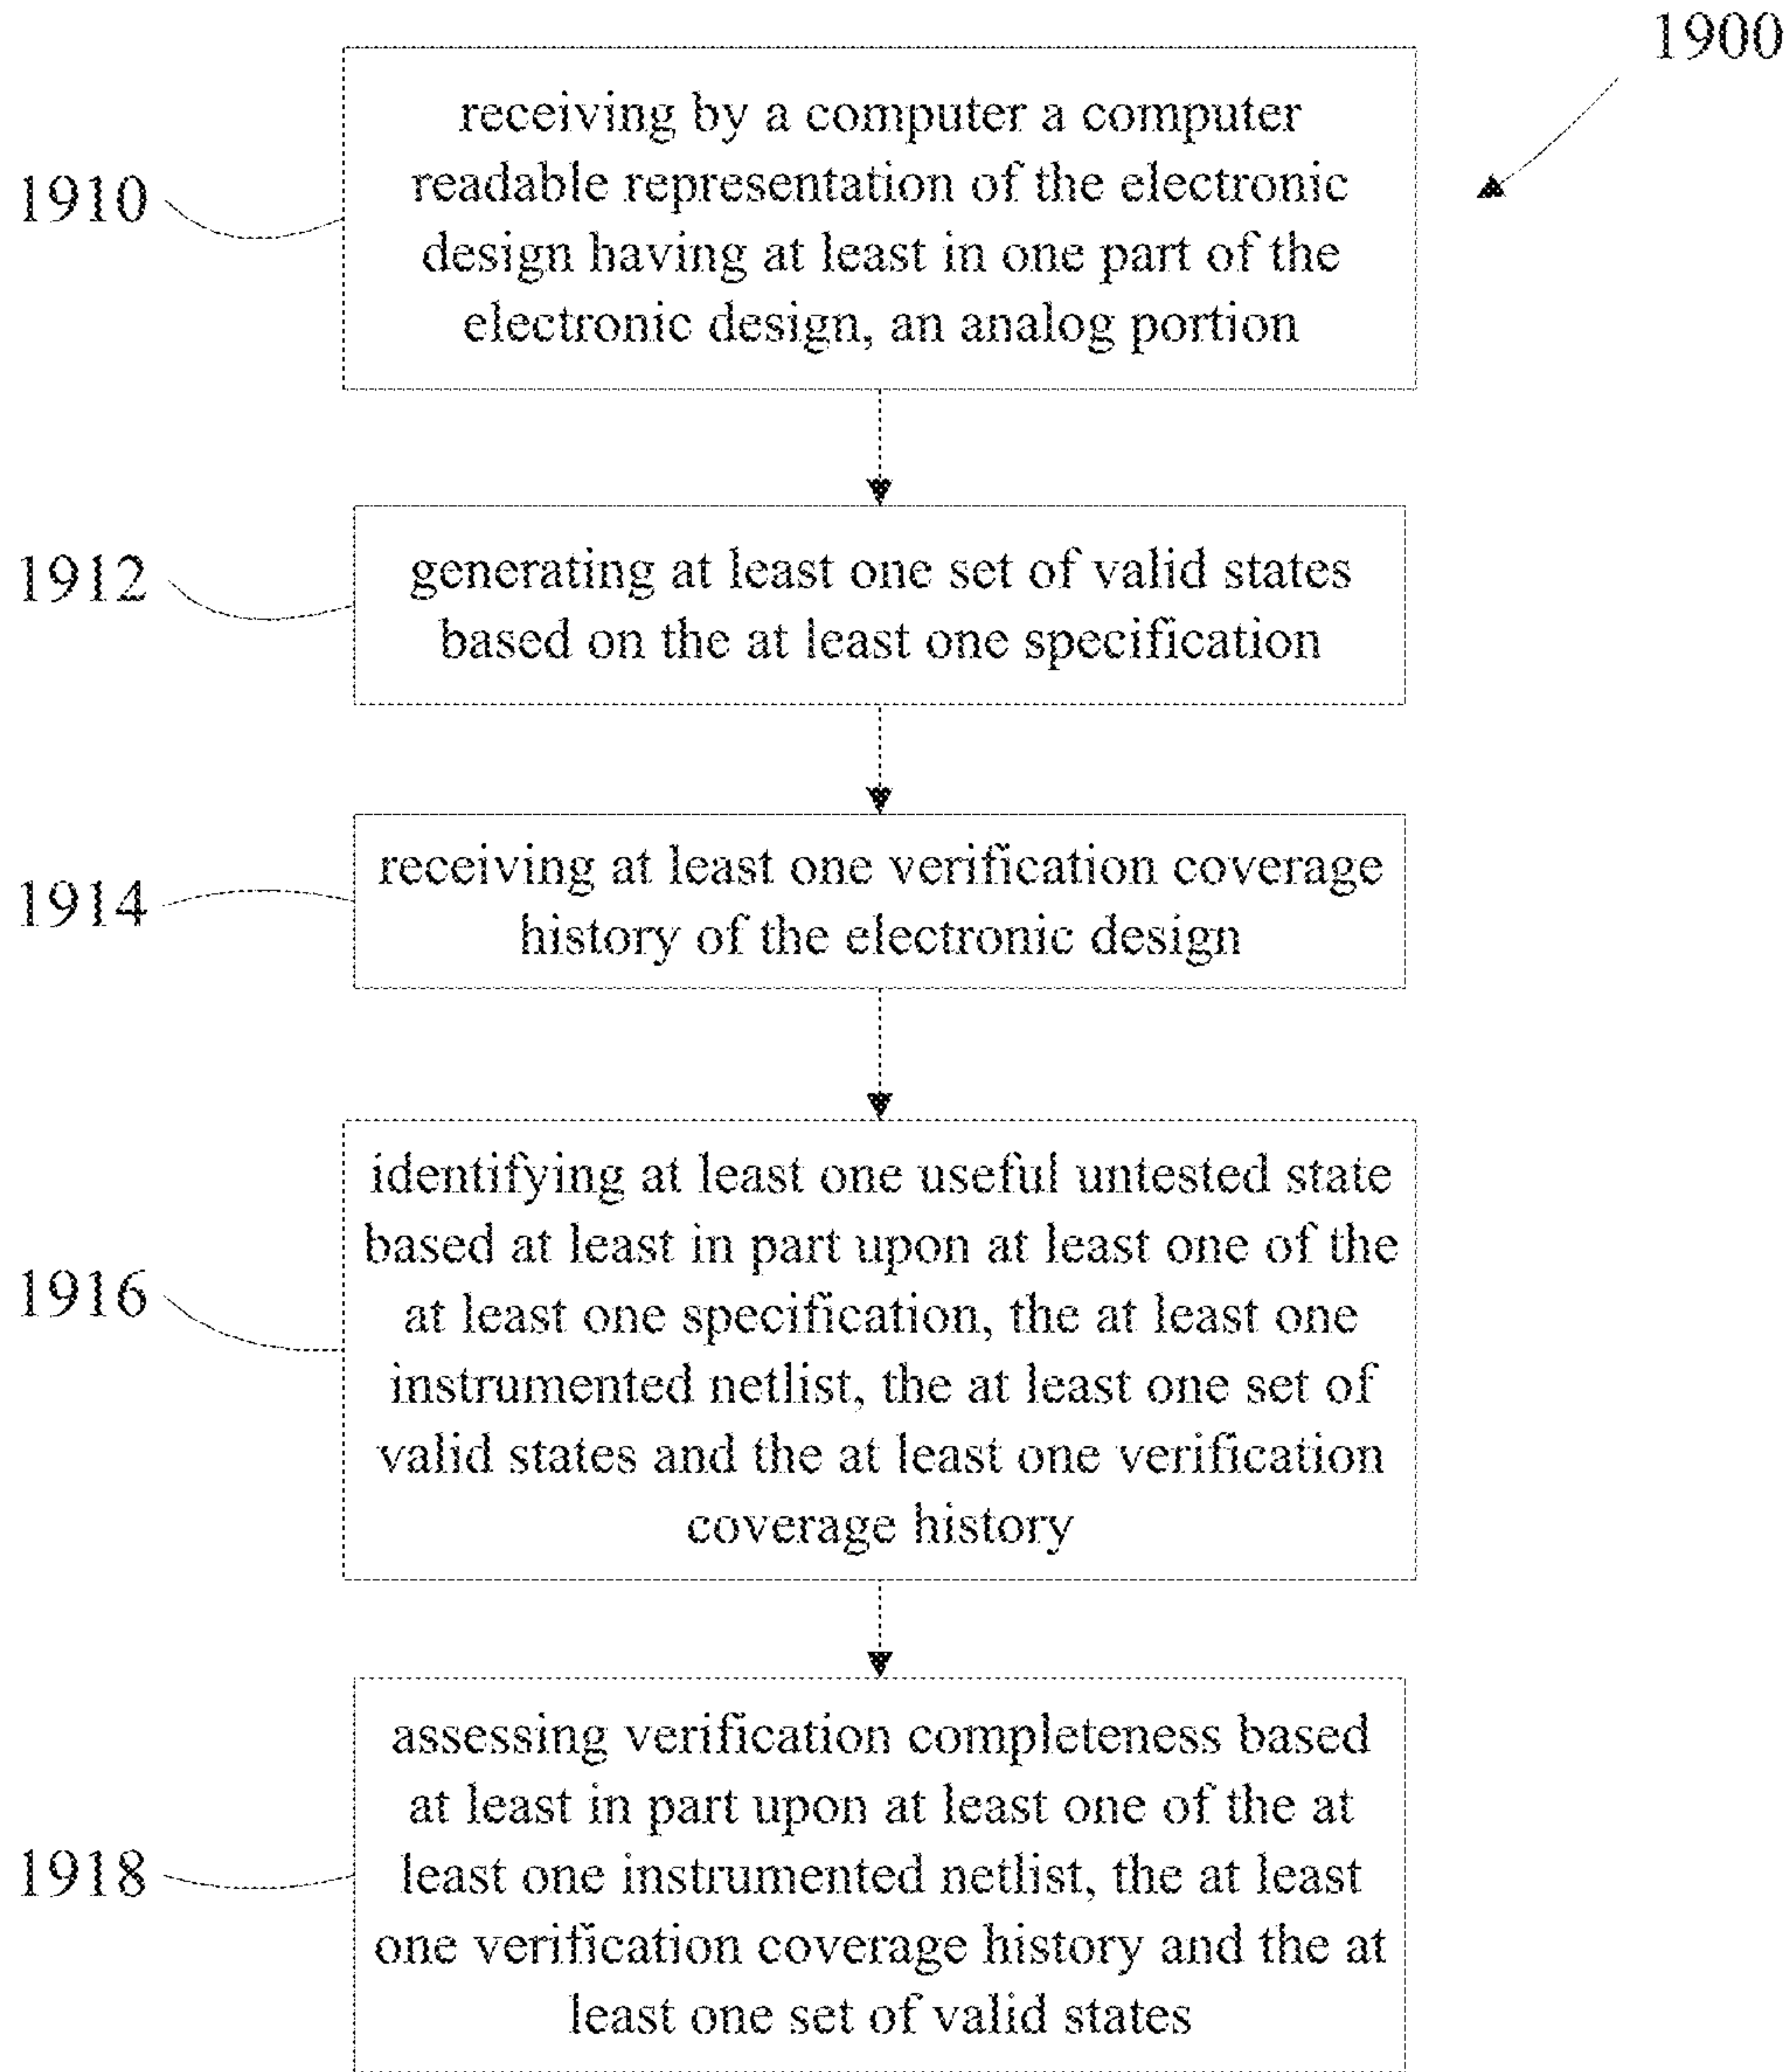 1900
1910
receiving by a computer a computer
readable representation of the electronic
design having at least in one part of the
electronic design, an analog portion
1912
generating at least one set of valid states
based on the at least one specification
1914
receiving at least one verification coverage
history of the electronic design
1916
identifying at least one useful untested state
based at least in part upon at least one of the
at least one specification, the at least one
instrumented netlist, the at least one set of
valid states and the at least one verification
coverage history
1918
assessing verification completeness based
at least in part upon at least one of the at
least one instrumented netlist, the at least
one verification coverage history and the at
least one set of valid states